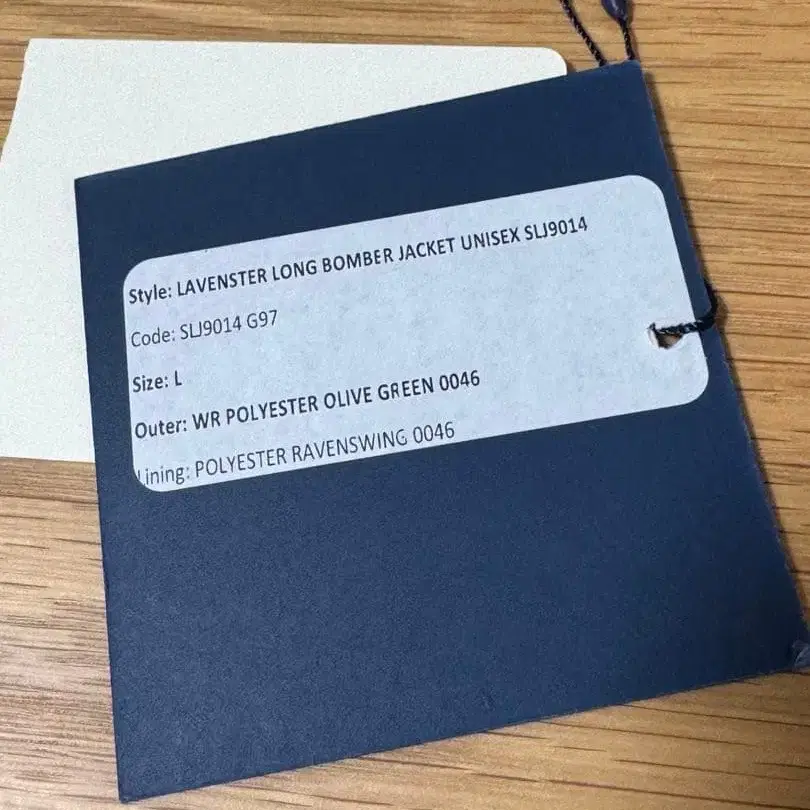 Style: LAVENSTER LONG BOMBER JACKET UNISEX SLJ9014
Code: SLJ9014 G97
Size: L
Outer: WR POLYESTER OLIVE GREEN 0046
Lining: POLYESTER RAVENSWING 0046